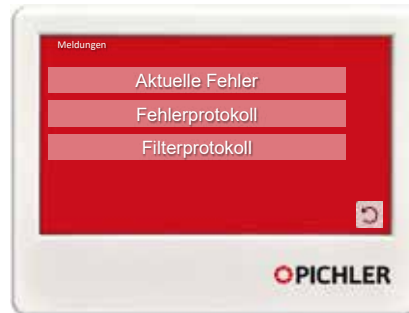 Meldungen
Aktuelle Fehler
Fehlerprotokoll
Filterprotokoll
PICHLER